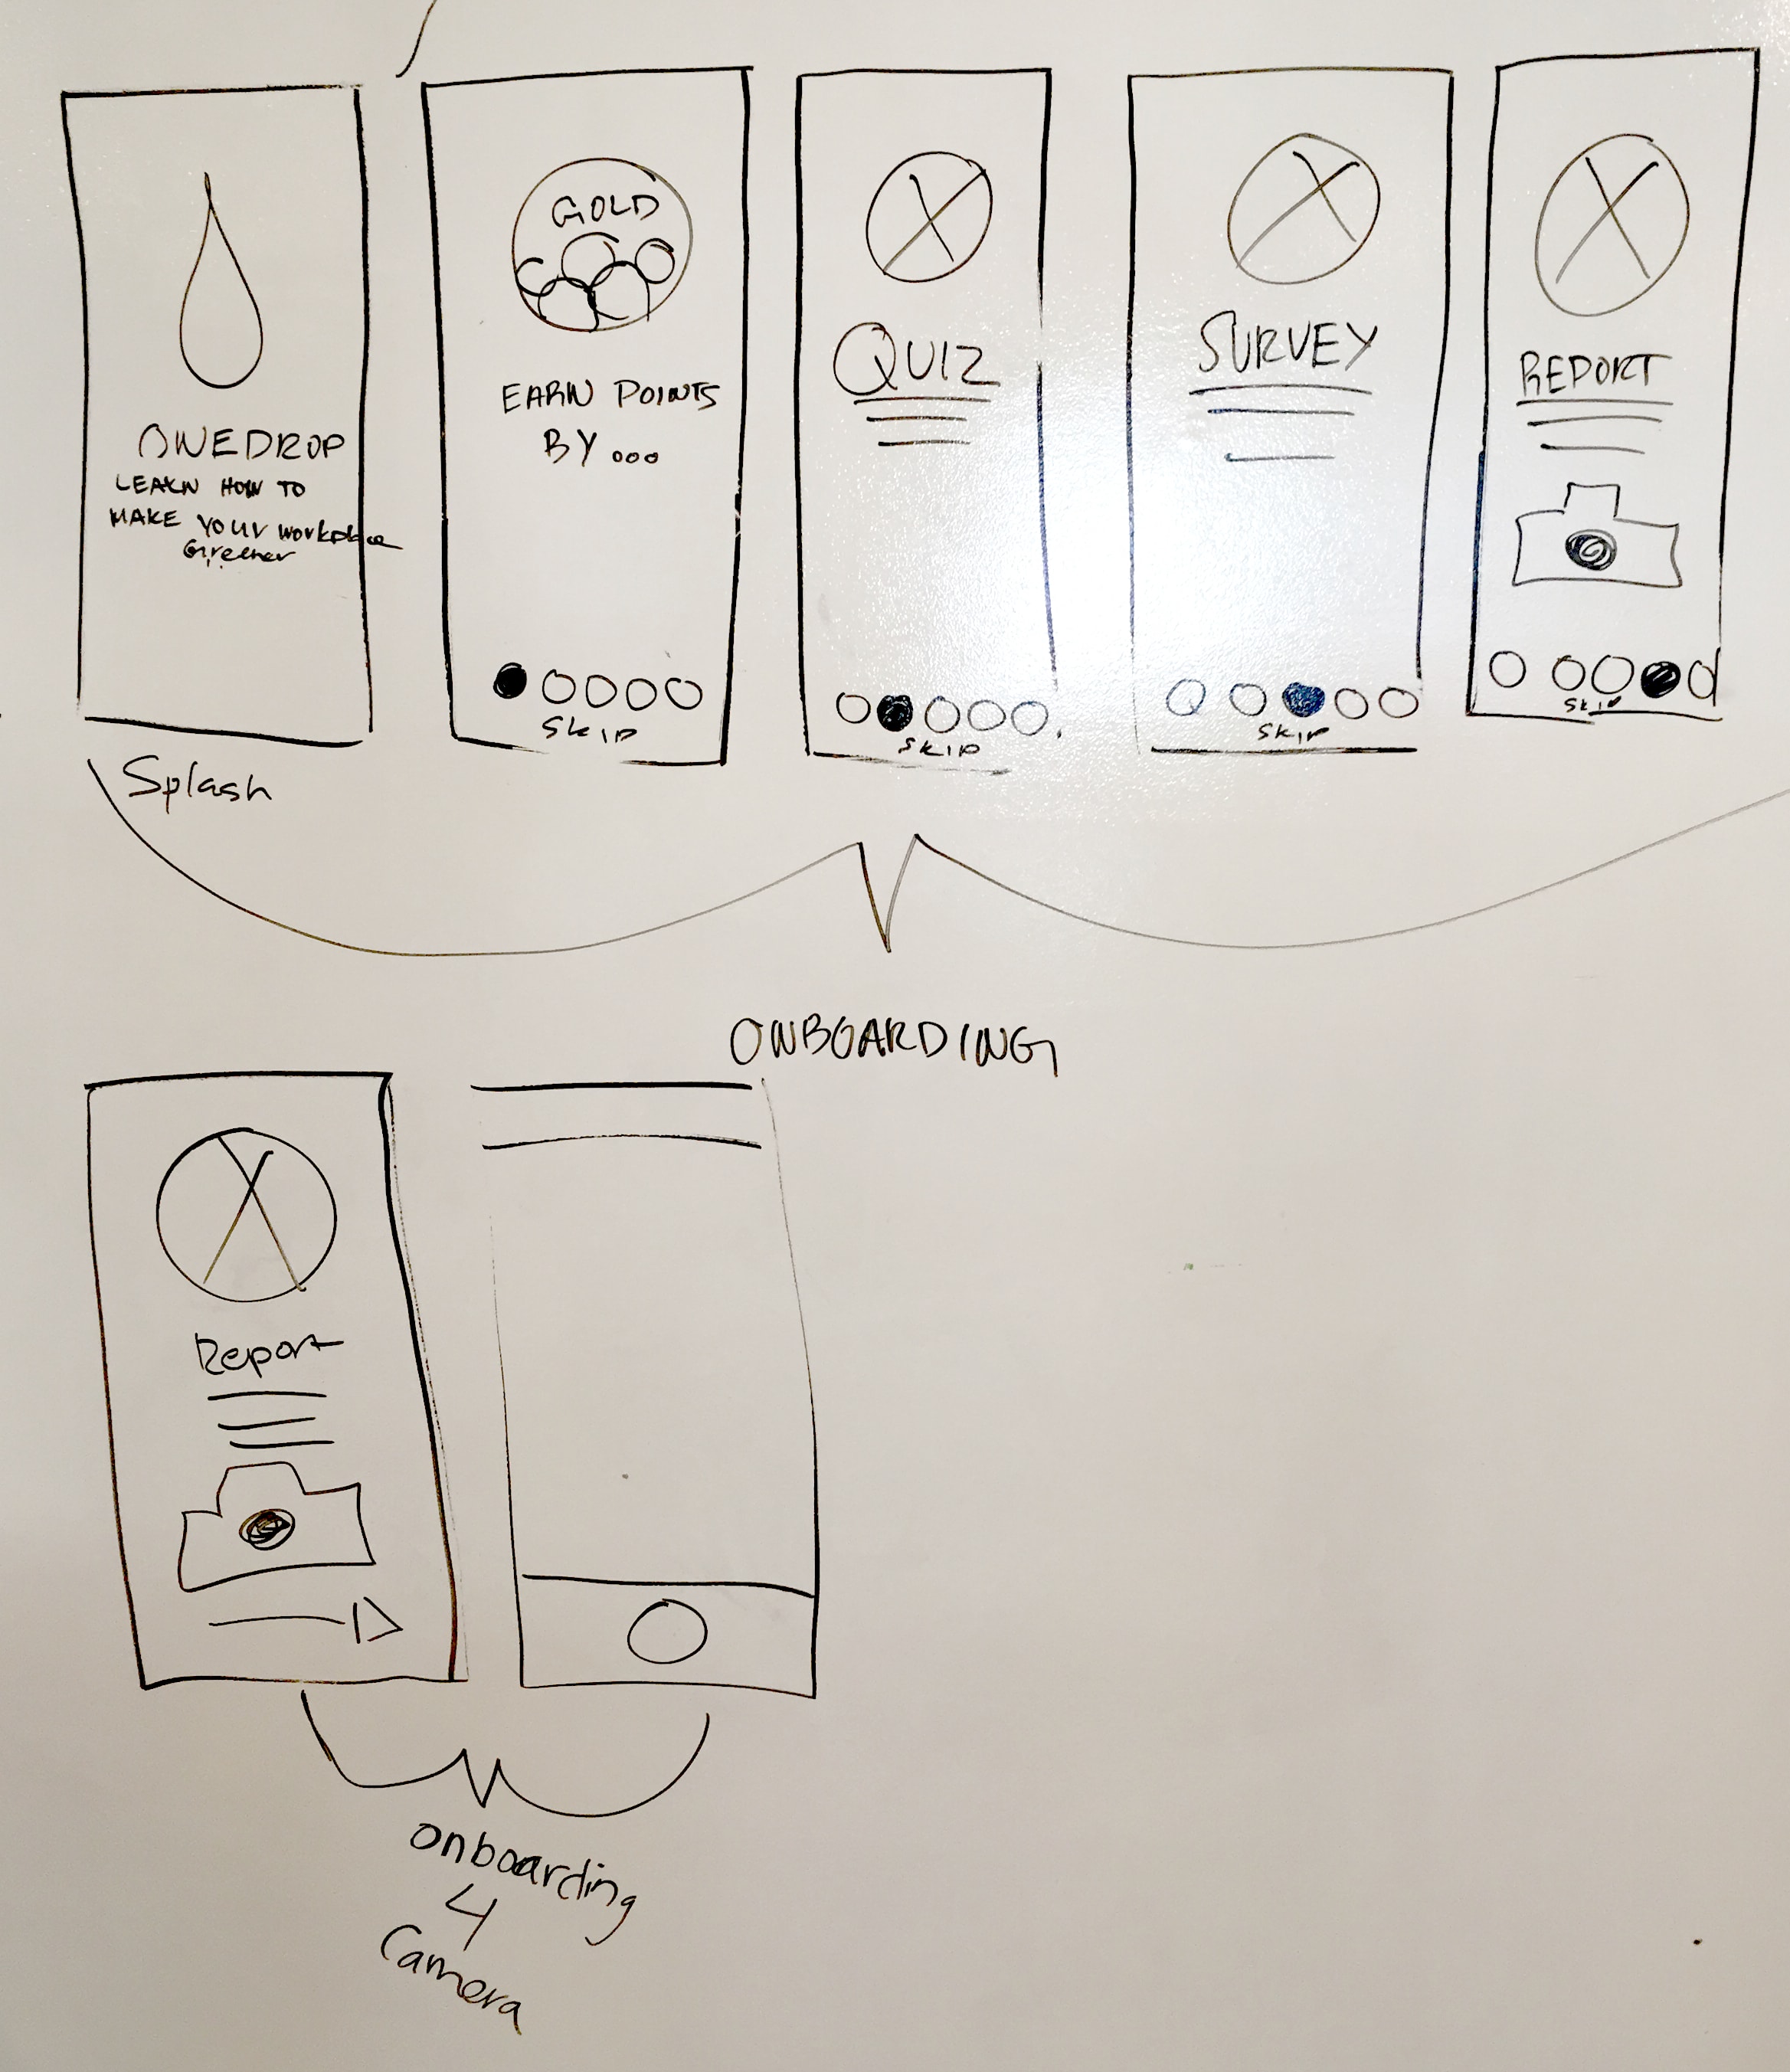 ONEDROP
LEARN HOW TO
MAKE YOUR Workplace
Greener
Splash
GOLD
EARN POINTS
BY ...
Skip
QUIZ
SKIP
SURVEY
Skip
REPORT
Skip
ONBOARDING
Report
Onboarding
4
Camera